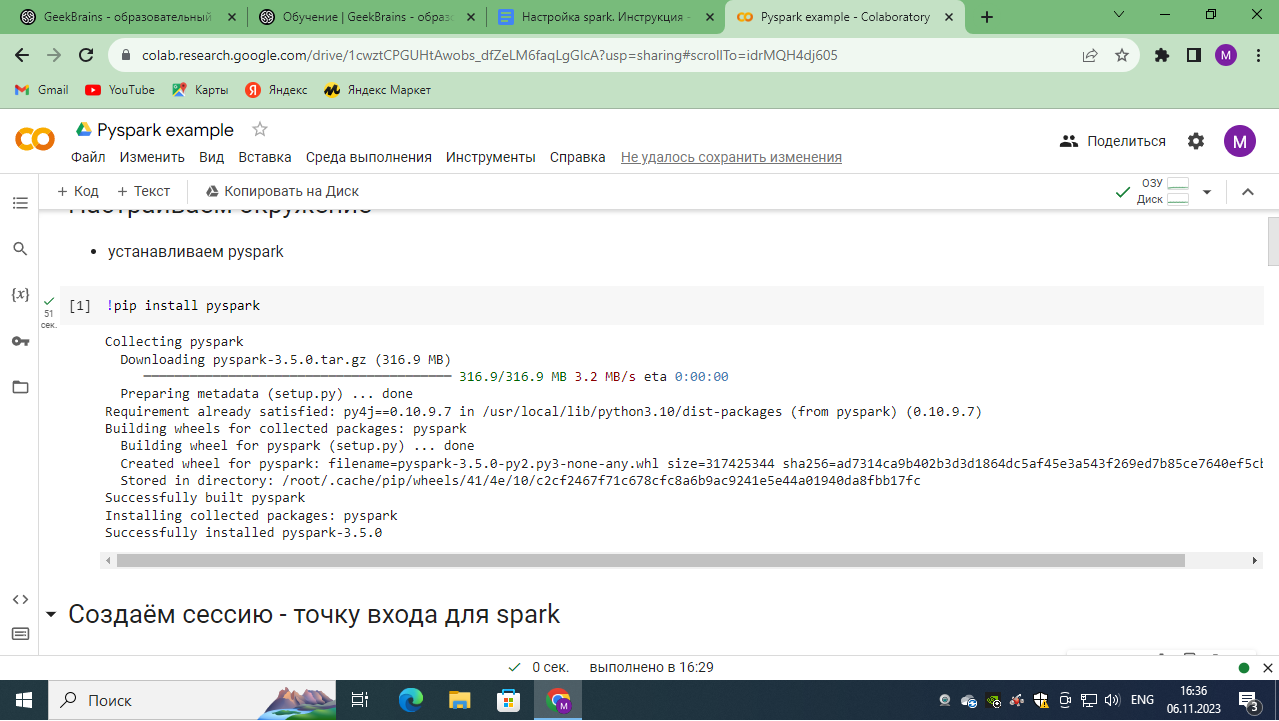 GeekBrains - образовательный
Обучение | GeekBrains - образо
Настройка spark. Инструкция -
Pyspark example - Colaboratory
colab.research.google.com/drive/1cwztCPGUHtAwobs_dfZeLM6faqLgGlcA?usp=sharing#scrollTo=idrMQH4dj605
M
Gmail
YouTube
Карты
Яндекс
Яндекс Маркет
Pyspark example
Файл Изменить Вид Вставка Среда выполнения Инструменты Справка Не удалось сохранить изменения
Поделиться
M
+ Код + Текст Копировать на Диск
ОЗУ
Диск
Настраиваем окружение
• устанавливаем pyspark
51
сек.
[1] !pip install pyspark
Collecting pyspark
Downloading pyspark-3.5.0.tar.gz (316.9 MB)
316.9/316.9 MB 3.2 MB/s eta 0:00:00
Preparing metadata (setup.py) ... done
Requirement already satisfied: py4j==0.10.9.7 in /usr/local/lib/python3.10/dist-packages (from pyspark) (0.10.9.7)
Building wheels for collected packages: pyspark
Building wheel for pyspark (setup.py) ... done
Created wheel for pyspark: filename=pyspark-3.5.0-py2.py3-none-any.whl size=317425344 sha256=ad7314ca9b402b3d3d1864dc5af45e3a543f269ed7b85ce7640ef5cb
Stored in directory: /root/.cache/pip/wheels/41/4e/10/c2cf2467f71c678cfc8a6b9ac9241e5e44a01940da8fbb17fc
Successfully built pyspark
Installing collected packages: pyspark
Successfully installed pyspark-3.5.0
Создаём сессию - точку входа для spark
0 сек. выполнено в 16:29
Поиск
M
ENG
16:36
06.11.2023
3